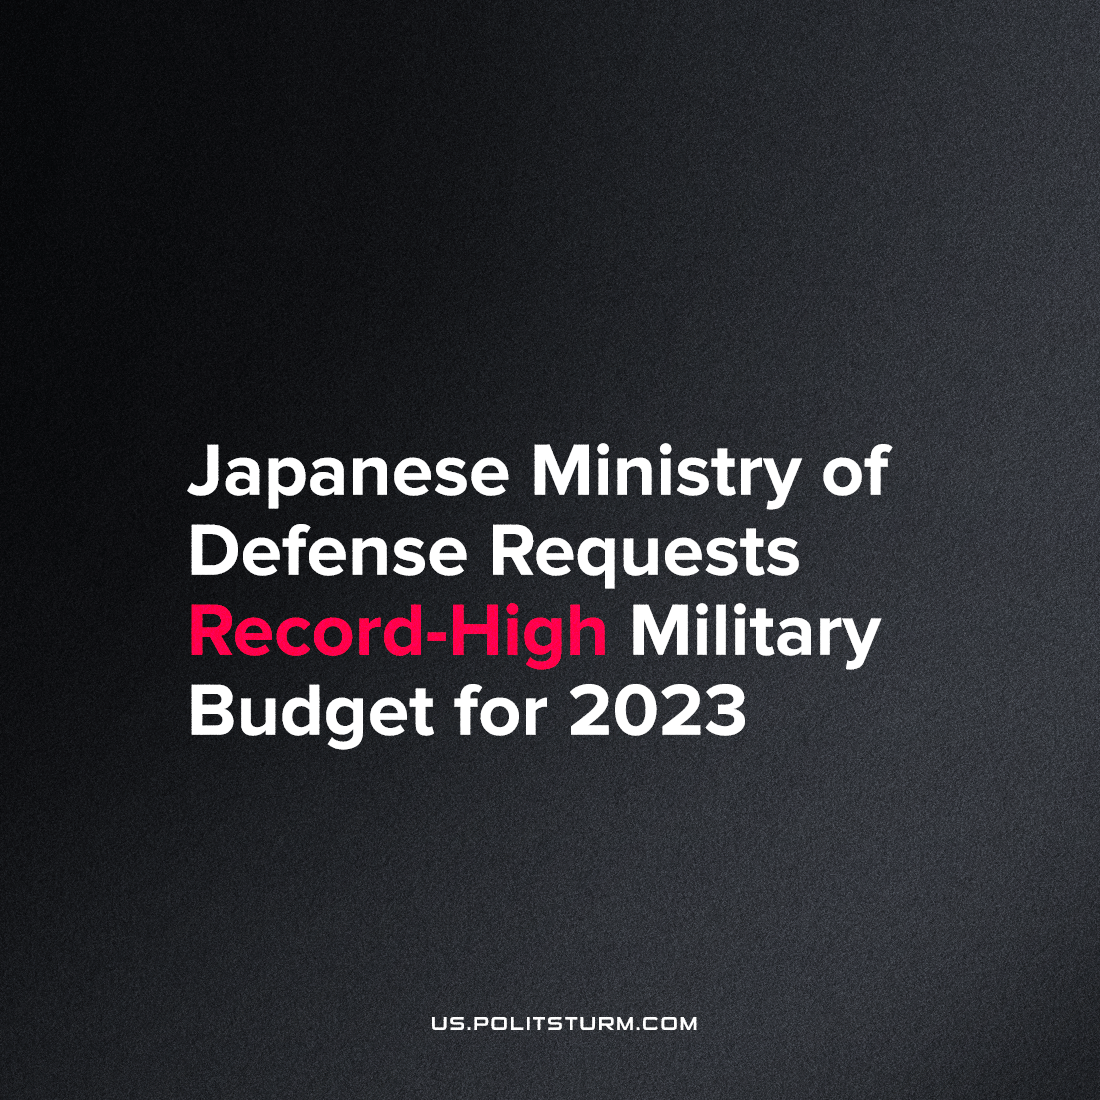 Japanese Ministry of
Defense Requests
Record-High Military
Budget for 2023
US.POLITSTURM.COM